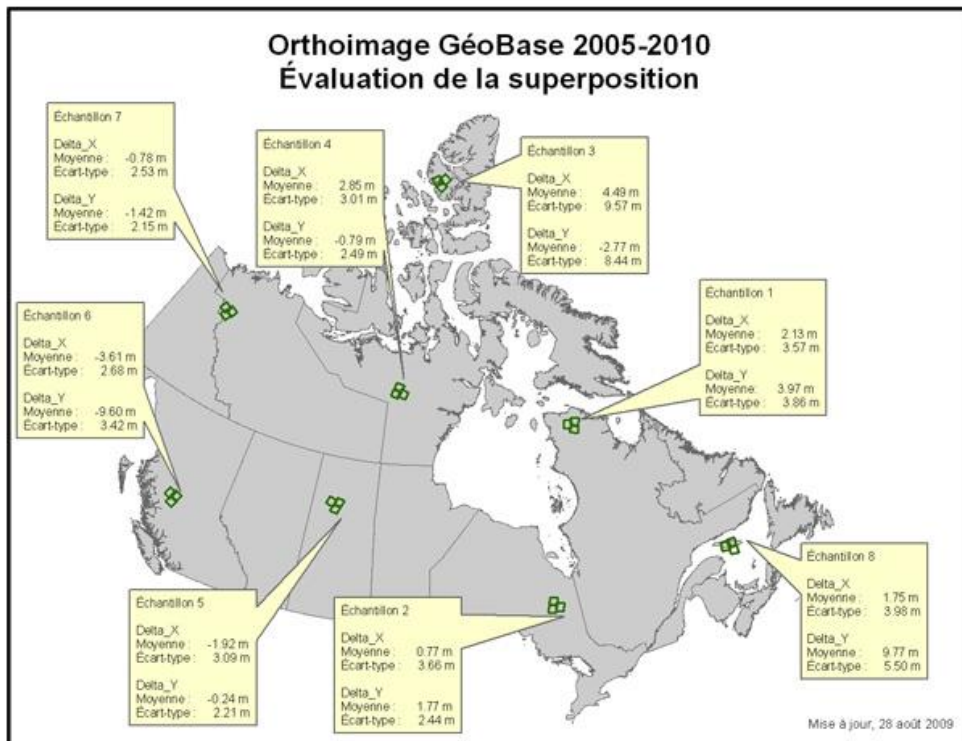 Orthoimage GéoBase 2005-2010
Évaluation de la superposition
Échantillon 7
Delta_X
Moyenne : -0.78 m
Écart-type : 2.53 m
Delta_Y
Moyenne : -1.42 m
Écart-type : 2.15 m
Échantillon 4
Delta_X
Moyenne : 2.85 m
Écart-type : 3.01 m
Delta_Y
Moyenne : -0.79 m
Écart-type : 2.49 m
Échantillon 3
Delta_X
Moyenne : 4.49 m
Écart-type : 9.57 m
Delta_Y
Moyenne : -2.77 m
Écart-type : 8.44 m
Échantillon 6
Delta_X
Moyenne : -3.61 m
Écart-type : 2.68 m
Delta_Y
Moyenne : -9.60 m
Écart-type : 3.42 m
Échantillon 1
Delta_X
Moyenne : 2.13 m
Écart-type : 3.57 m
Delta_Y
Moyenne : 3.97 m
Écart-type : 3.86 m
Échantillon 5
Delta_X
Moyenne : -1.92 m
Écart-type : 3.09 m
Delta_Y
Moyenne : -0.24 m
Écart-type : 2.21 m
Échantillon 2
Delta_X
Moyenne : 0.77 m
Écart-type : 3.66 m
Delta_Y
Moyenne : 1.77 m
Écart-type : 2.44 m
Échantillon 8
Delta_X
Moyenne : 1.75 m
Écart-type : 3.98 m
Delta_Y
Moyenne : 9.77 m
Écart-type : 5.50 m
Mise à jour, 28 août 2009